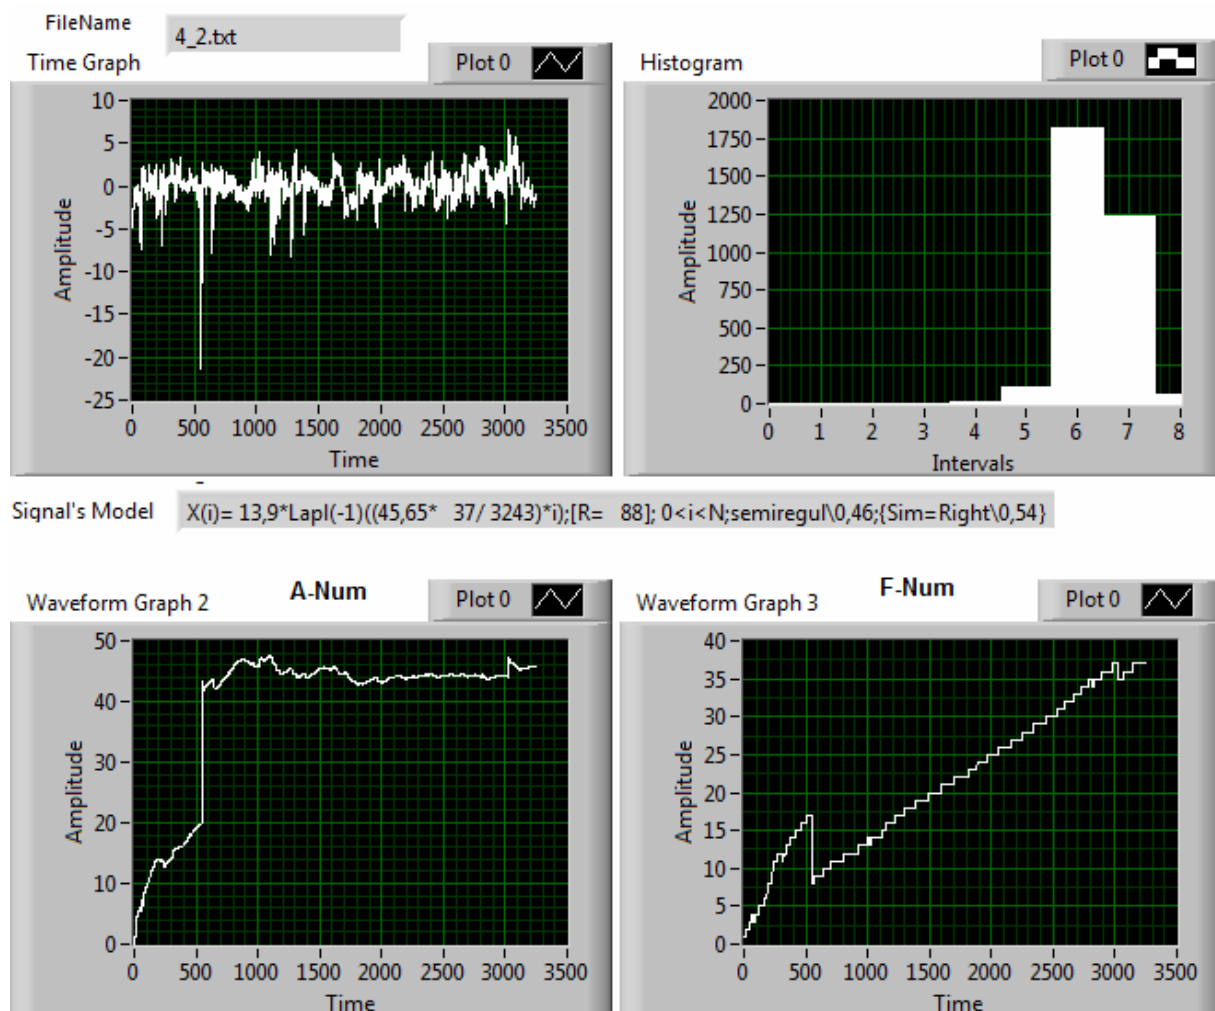 FileName
4_2.txt
Time Graph
Plot 0
10
5
0
-5
-10
-15
-20
-25
Amplitude
0 500 1000 1500 2000 2500 3000 3500
Time
Histogram
Plot 0
2000
1750
1500
1250
1000
750
500
250
0
Amplitude
0 1 2 3 4 5 6 7 8
Intervals
Signal's Model
X(i)= 13,9*Lapl(-1)((45,65* 37/ 3243)*i);[R= 88]; 0<i<N;semiregul\0,46;{Sim=Right\0,54}
Waveform Graph 2
A-Num
Plot 0
50
40
30
20
10
0
Amplitude
0 500 1000 1500 2000 2500 3000 3500
Time
Waveform Graph 3
F-Num
Plot 0
40
35
30
25
20
15
10
5
0
Amplitude
0 500 1000 1500 2000 2500 3000 3500
Time